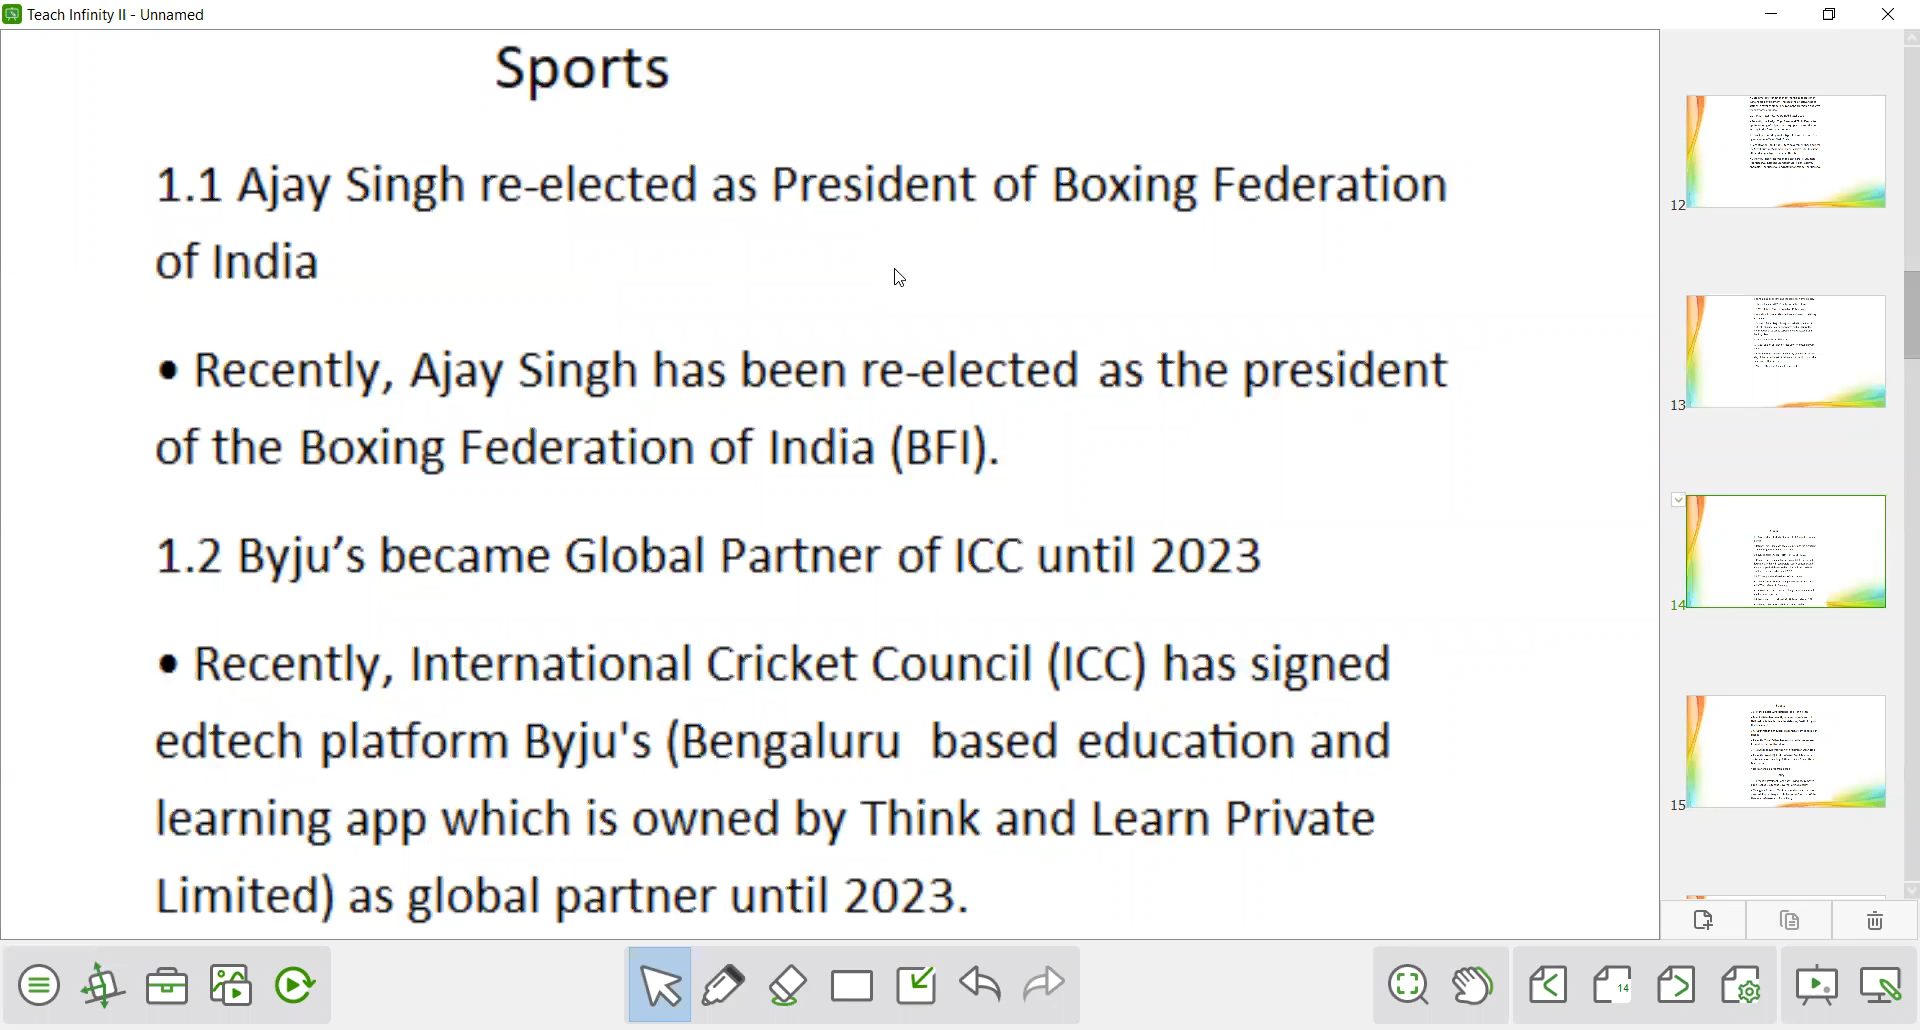 Teach Infinity II - Unnamed
Sports
1.1 Ajay Singh re-elected as President of Boxing Federation
of India
• Recently, Ajay Singh has been re-elected as the president
of the Boxing Federation of India (BFI).
1.2 Byju’s became Global Partner of ICC until 2023
• Recently, International Cricket Council (ICC) has signed
edtech platform Byju's (Bengaluru based education and
learning app which is owned by Think and Learn Private
Limited) as global partner until 2023.
12
13
14
15
14